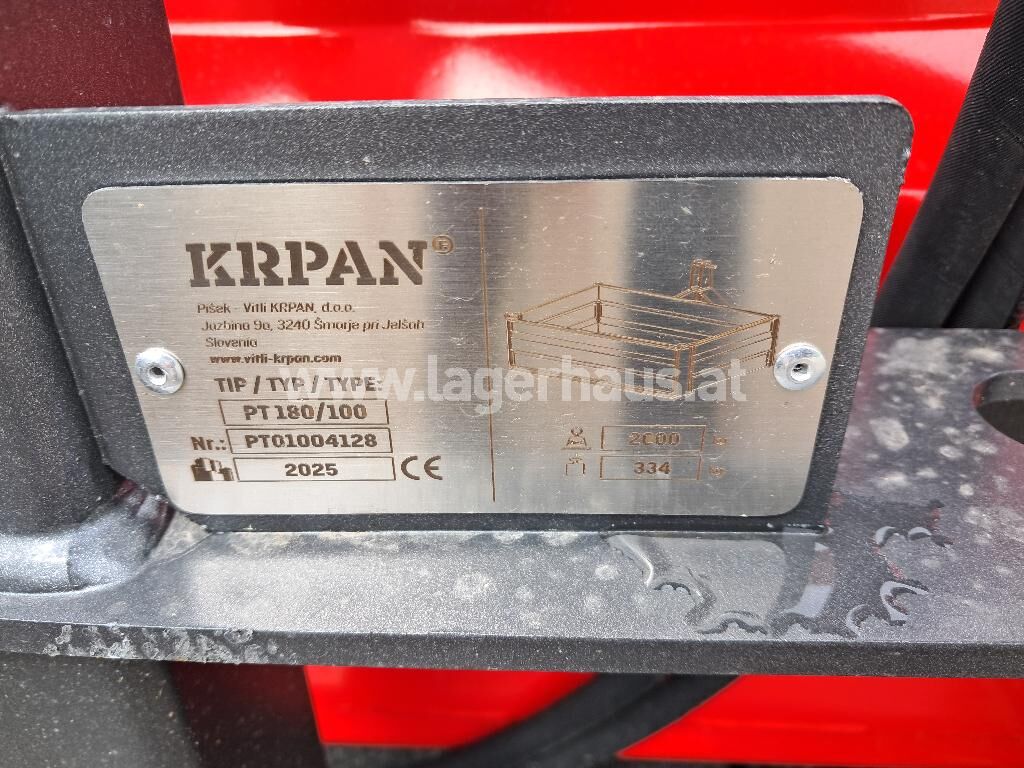 KRPAN®
Pišek - Vitli KRPAN, d.o.o.
Jazbina 9a, 3240 Šmarje pri Jelšah
Slovenia
www.vitli-krpan.com
TIP / TYP / TYPE:
PT 180/100
Nr.: PT01004128
2025 CE
2000 kg
334 kg
www.lagerhaus.at